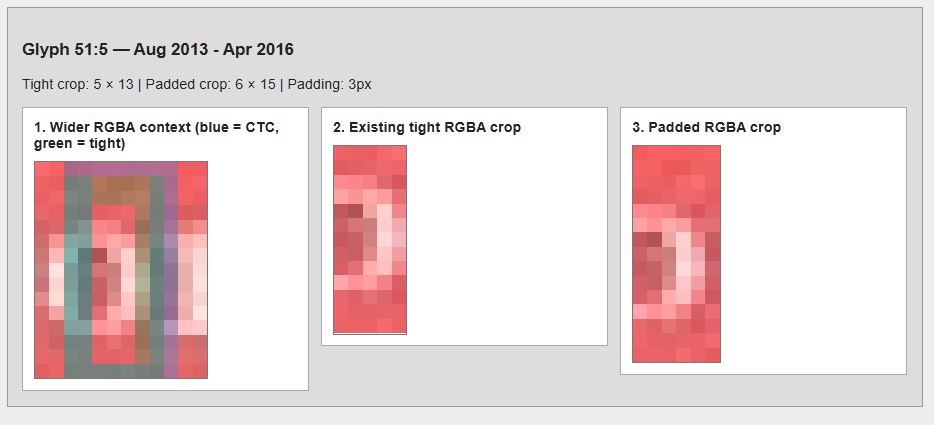 Glyph 51:5 — Aug 2013 - Apr 2016
Tight crop: 5 × 13 | Padded crop: 6 × 15 | Padding: 3px
1. Wider RGBA context (blue = CTC,
green = tight)
2. Existing tight RGBA crop
3. Padded RGBA crop